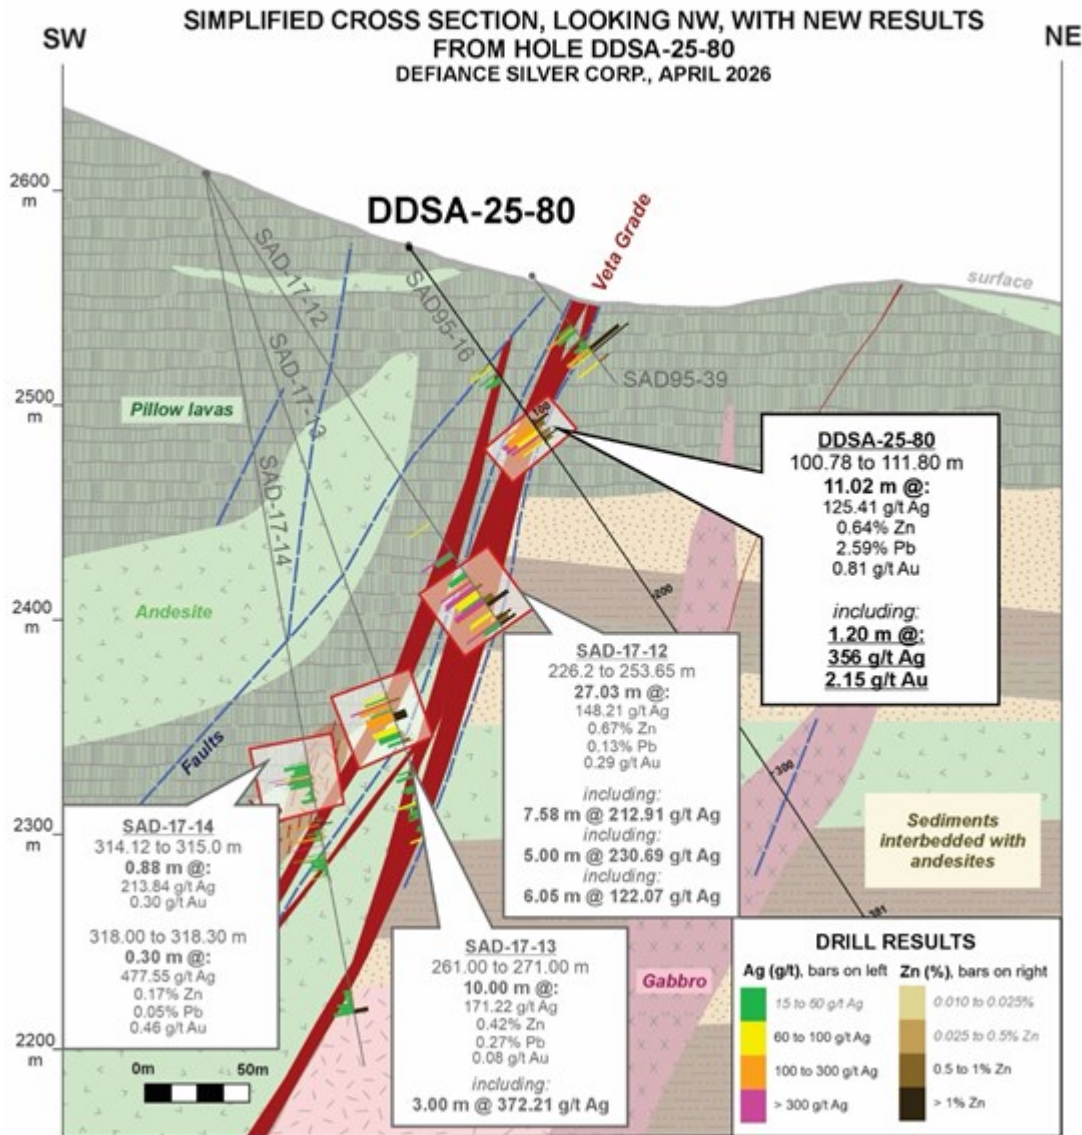 SIMPLIFIED CROSS SECTION, LOOKING NW, WITH NEW RESULTS
FROM HOLE DDSA-25-80
DEFIANCE SILVER CORP., APRIL 2026
SW
NE
2600
m
2500
m
2400
m
2300
m
2200
m
DDSA-25-80
Veta Grade
surface
SAD-17-12
SAD95-16
SAD-17-13
SAD95-39
SAD-17-14
Pillow lavas
Andesite
Faults
100
200
300
381
DDSA-25-80
100.78 to 111.80 m
11.02 m @:
125.41 g/t Ag
0.64% Zn
2.59% Pb
0.81 g/t Au
including:
1.20 m @:
356 g/t Ag
2.15 g/t Au
SAD-17-12
226.2 to 253.65 m
27.03 m @:
148.21 g/t Ag
0.67% Zn
0.13% Pb
0.29 g/t Au
including:
7.58 m @ 212.91 g/t Ag
including:
5.00 m @ 230.69 g/t Ag
including:
6.05 m @ 122.07 g/t Ag
SAD-17-14
314.12 to 315.0 m
0.88 m @:
213.84 g/t Ag
0.30 g/t Au
318.00 to 318.30 m
0.30 m @:
477.55 g/t Ag
0.17% Zn
0.05% Pb
0.46 g/t Au
SAD-17-13
261.00 to 271.00 m
10.00 m @:
171.22 g/t Ag
0.42% Zn
0.27% Pb
0.08 g/t Au
including:
3.00 m @ 372.21 g/t Ag
Sediments
interbedded with
andesites
Gabbro
0m 50m
DRILL RESULTS
Ag (g/t), bars on left Zn (%), bars on right
15 to 60 g/t Ag 0.010 to 0.025%
60 to 100 g/t Ag 0.025 to 0.5% Zn
100 to 300 g/t Ag 0.5 to 1% Zn
> 300 g/t Ag > 1% Zn